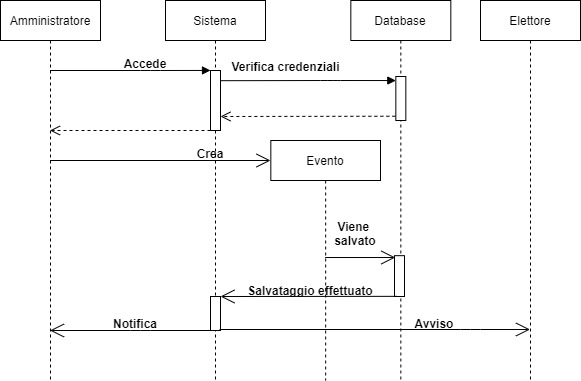 Amministratore
Sistema
Database
Elettore
Accede
Verifica credenziali
Crea
Evento
Viene
salvato
Salvataggio effettuato
Notifica
Avviso